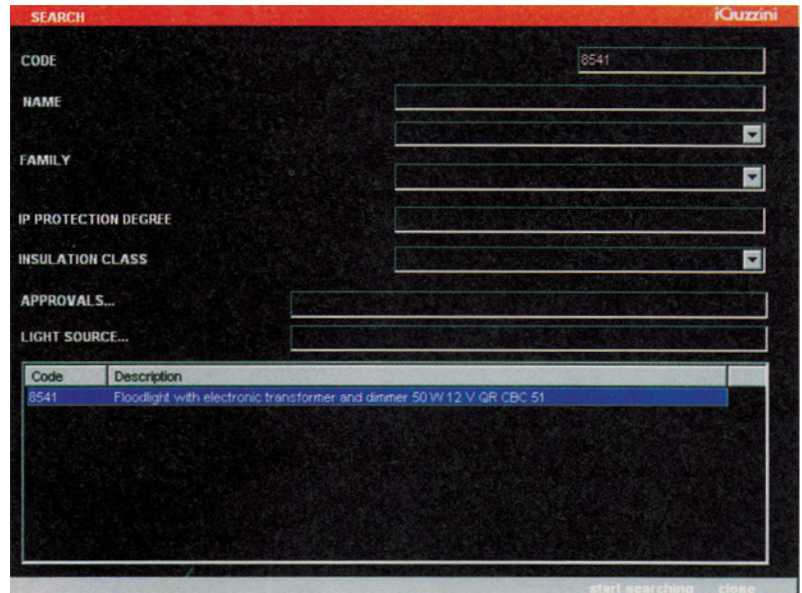 SEARCH iGuzzini
CODE 8541
NAME
FAMILY
IP PROTECTION DEGREE
INSULATION CLASS
APPROVALS...
LIGHT SOURCE...
Code Description
8541 Floodlight with electronic transformer and dimmer 50 W 12 V QR CBC 51
start searching close